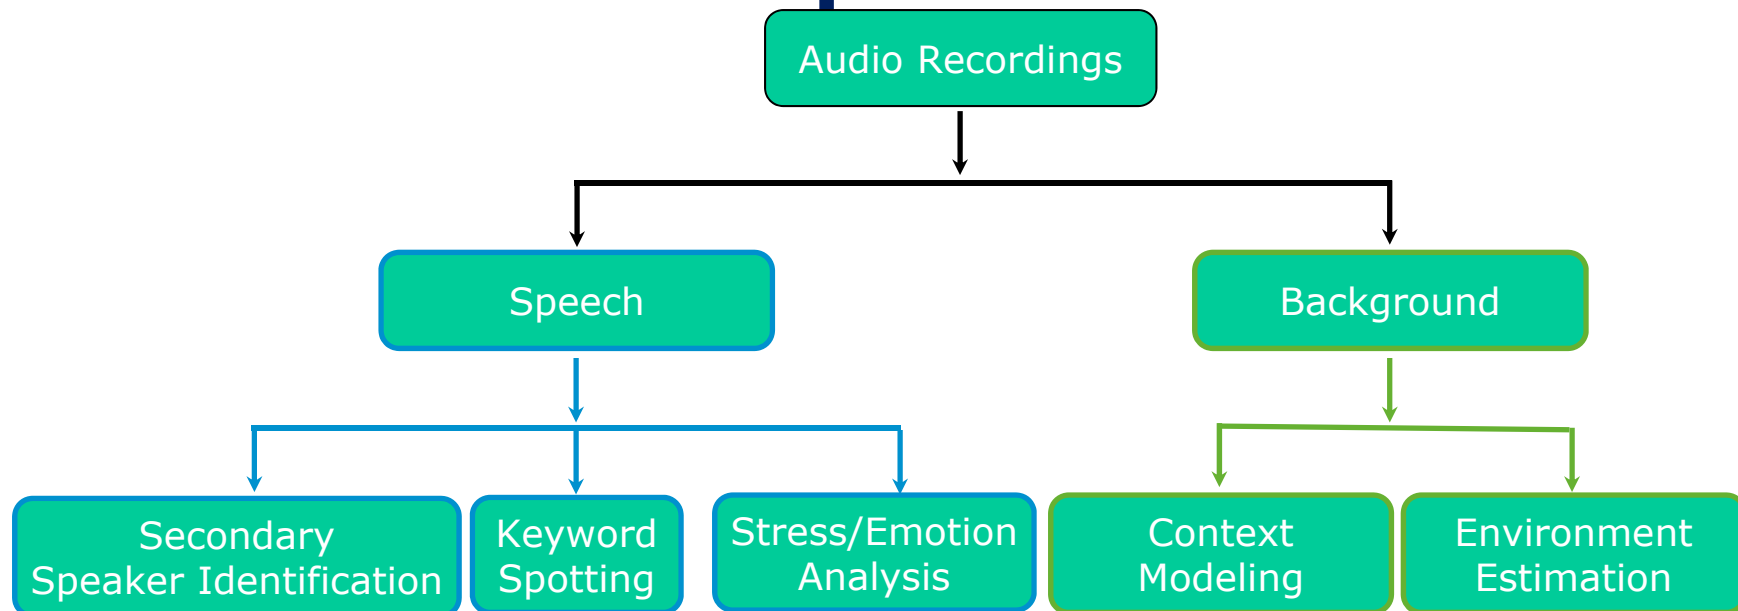 Audio Recordings
Speech
Background
Secondary
Speaker Identification
Keyword
Spotting
Stress/Emotion
Analysis
Context
Modeling
Environment
Estimation